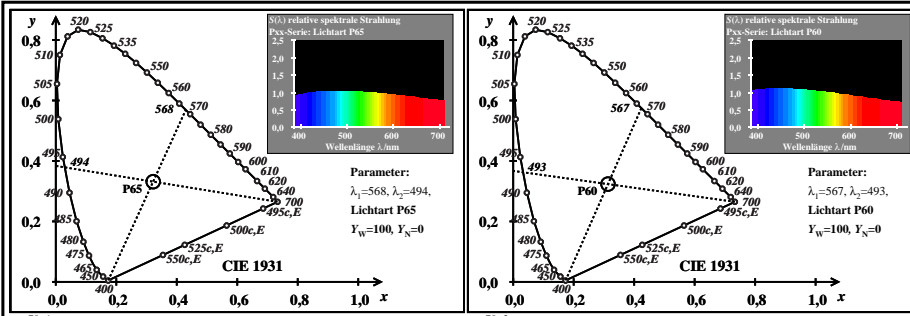 y
520
525
535
550
560
568
570
580
590
600
610
620
640
700
495c,E
500c,E
525c,E
550c,E
400
450
465
475
480
485
490
494
495
500
505
510
0,8
0,6
0,4
0,2
0,0
0,0 0,2 0,4 0,6 0,8 1,0
x
P65
CIE 1931
S(λ) relative spektrale Strahlung
Pxx-Serie: Lichtart P65
2,5
2,0
1,5
1,0
0,5
0,0
400 500 600 700
Wellenlänge λ/nm
Parameter:
λ₁=568, λ₂=494,
Lichtart P65
Y_W=100, Y_N=0
y
520
525
535
550
560
567
570
580
590
600
610
620
640
700
495c,E
500c,E
525c,E
550c,E
400
450
465
475
480
485
490
493
495
500
505
510
0,8
0,6
0,4
0,2
0,0
0,0 0,2 0,4 0,6 0,8 1,0
x
P60
CIE 1931
S(λ) relative spektrale Strahlung
Pxx-Serie: Lichtart P60
2,5
2,0
1,5
1,0
0,5
0,0
400 500 600 700
Wellenlänge λ/nm
Parameter:
λ₁=567, λ₂=493,
Lichtart P60
Y_W=100, Y_N=0